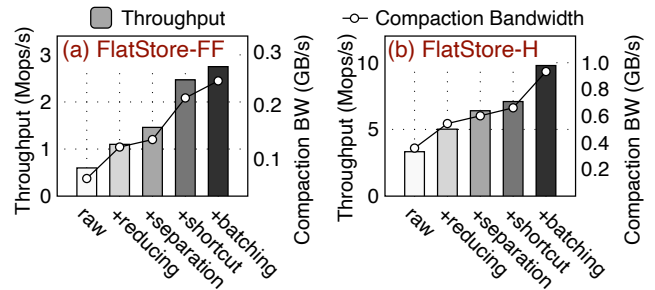 Throughput
Compaction Bandwidth
(a) FlatStore-FF
Throughput (Mops/s)
3
2
1
0
0.3
0.2
0.1
Compaction BW (GB/s)
raw
+reducing
+separation
+shortcut
+batching
(b) FlatStore-H
Throughput (Mops/s)
10
5
0
1.0
0.8
0.6
0.4
0.2
Compaction BW (GB/s)
raw
+reducing
+separation
+shortcut
+batching